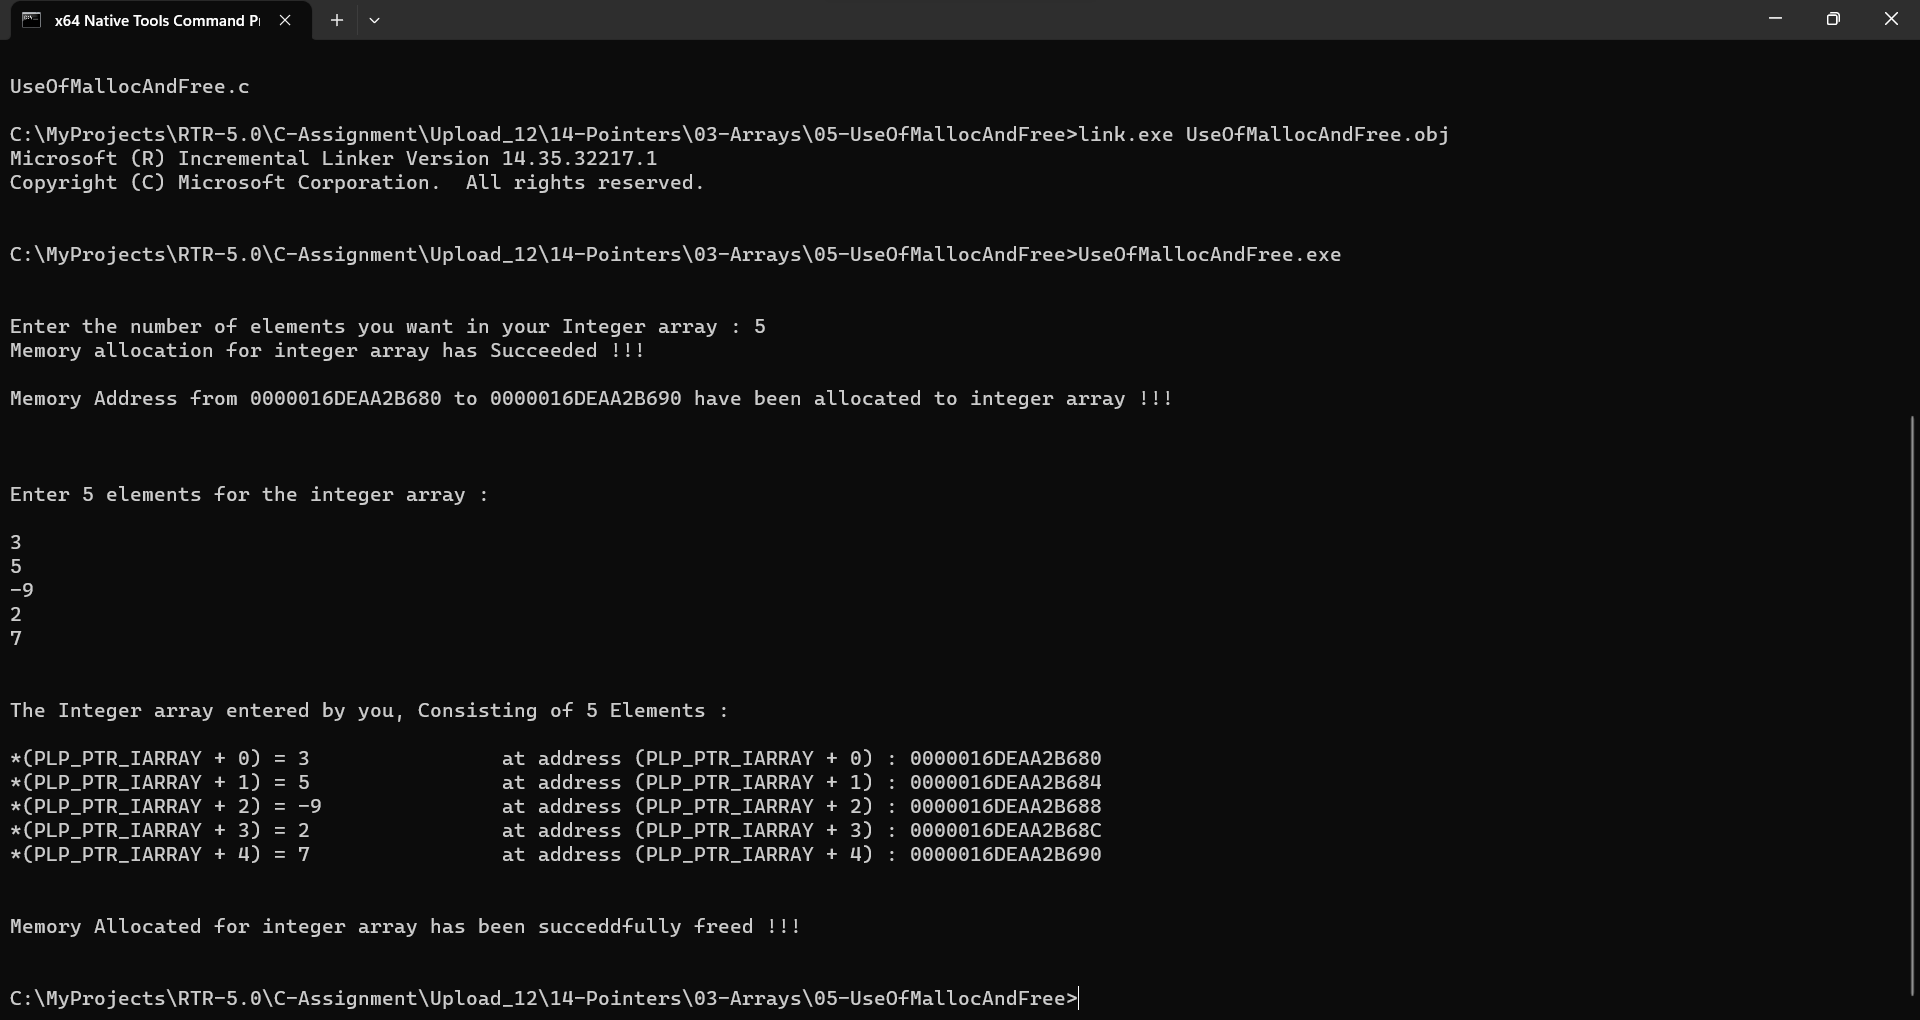 x64 Native Tools Command P
UseOfMallocAndFree.c
C:\MyProjects\RTR-5.0\C-Assignment\Upload_12\14-Pointers\03-Arrays\05-UseOfMallocAndFree>link.exe UseOfMallocAndFree.obj
Microsoft (R) Incremental Linker Version 14.35.32217.1
Copyright (C) Microsoft Corporation.  All rights reserved.
C:\MyProjects\RTR-5.0\C-Assignment\Upload_12\14-Pointers\03-Arrays\05-UseOfMallocAndFree>UseOfMallocAndFree.exe
Enter the number of elements you want in your Integer array : 5
Memory allocation for integer array has Succeeded !!!
Memory Address from 0000016DEAA2B680 to 0000016DEAA2B690 have been allocated to integer array !!!
Enter 5 elements for the integer array :
3
5
-9
2
7
The Integer array entered by you, Consisting of 5 Elements :
*(PLP_PTR_IARRAY + 0) = 3                at address (PLP_PTR_IARRAY + 0) : 0000016DEAA2B680
*(PLP_PTR_IARRAY + 1) = 5                at address (PLP_PTR_IARRAY + 1) : 0000016DEAA2B684
*(PLP_PTR_IARRAY + 2) = -9               at address (PLP_PTR_IARRAY + 2) : 0000016DEAA2B688
*(PLP_PTR_IARRAY + 3) = 2                at address (PLP_PTR_IARRAY + 3) : 0000016DEAA2B68C
*(PLP_PTR_IARRAY + 4) = 7                at address (PLP_PTR_IARRAY + 4) : 0000016DEAA2B690
Memory Allocated for integer array has been succeddfully freed !!!
C:\MyProjects\RTR-5.0\C-Assignment\Upload_12\14-Pointers\03-Arrays\05-UseOfMallocAndFree>